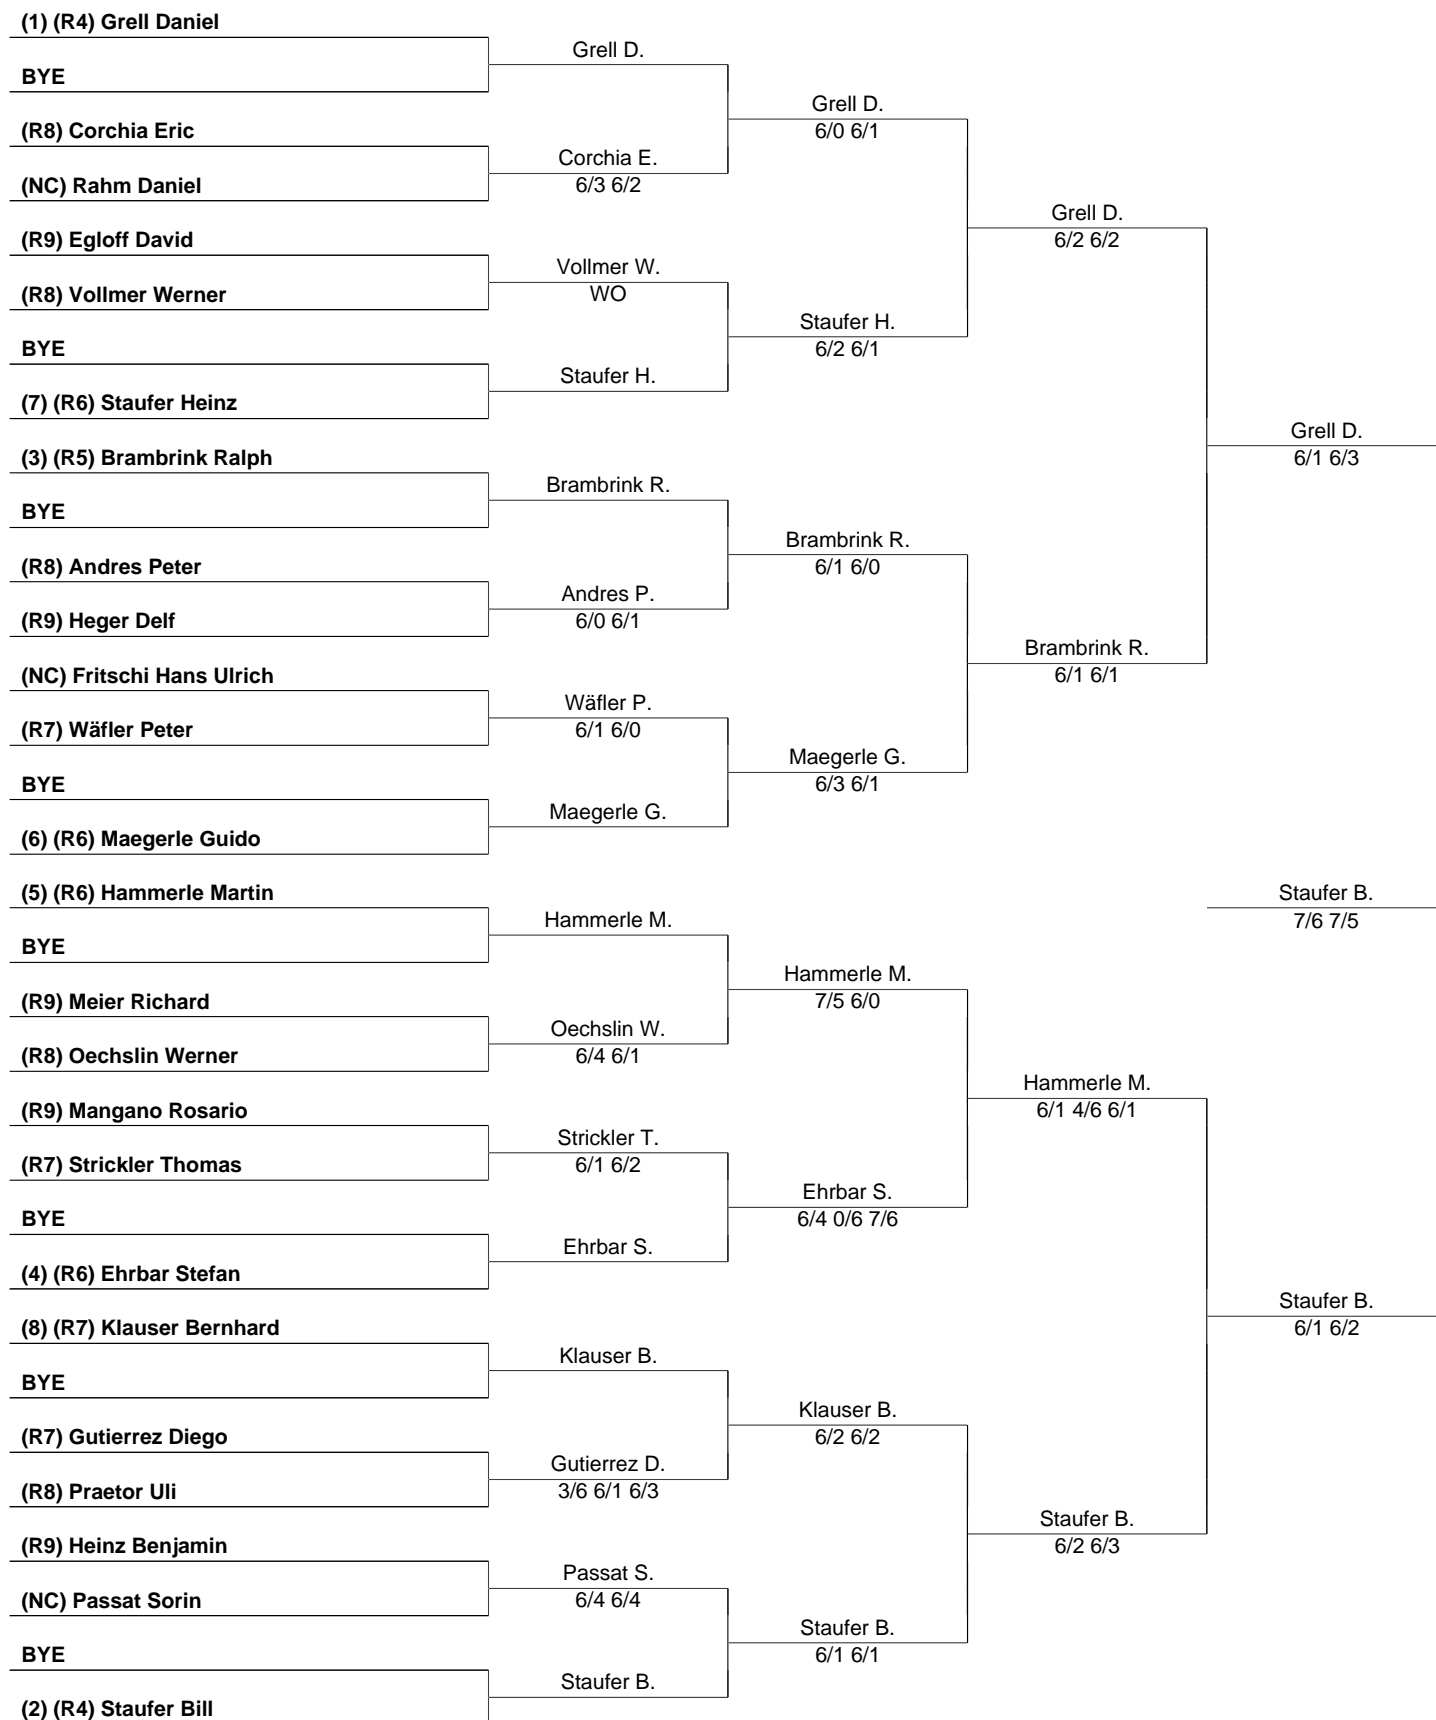 (1) (R4) Grell Daniel
BYE
(R8) Corchia Eric
(NC) Rahm Daniel
(R9) Egloff David
(R8) Vollmer Werner
BYE
(7) (R6) Staufer Heinz
(3) (R5) Brambrink Ralph
BYE
(R8) Andres Peter
(R9) Heger Delf
(NC) Fritschi Hans Ulrich
(R7) Wäfler Peter
BYE
(6) (R6) Maegerle Guido
(5) (R6) Hammerle Martin
BYE
(R9) Meier Richard
(R8) Oechslin Werner
(R9) Mangano Rosario
(R7) Strickler Thomas
BYE
(4) (R6) Ehrbar Stefan
(8) (R7) Klauser Bernhard
BYE
(R7) Gutierrez Diego
(R8) Praetor Uli
(R9) Heinz Benjamin
(NC) Passat Sorin
BYE
(2) (R4) Staufer Bill
Grell D.
Corchia E.
6/3 6/2
Vollmer W.
WO
Staufer H.
Brambrink R.
Andres P.
6/0 6/1
Wäfler P.
6/1 6/0
Maegerle G.
Hammerle M.
Oechslin W.
6/4 6/1
Strickler T.
6/1 6/2
Ehrbar S.
Klauser B.
Gutierrez D.
3/6 6/1 6/3
Passat S.
6/4 6/4
Staufer B.
Grell D.
6/0 6/1
Staufer H.
6/2 6/1
Brambrink R.
6/1 6/0
Maegerle G.
6/3 6/1
Hammerle M.
7/5 6/0
Ehrbar S.
6/4 0/6 7/6
Klauser B.
6/2 6/2
Staufer B.
6/1 6/1
Grell D.
6/2 6/2
Brambrink R.
6/1 6/1
Hammerle M.
6/1 4/6 6/1
Staufer B.
6/2 6/3
Grell D.
6/1 6/3
Staufer B.
7/6 7/5
Staufer B.
6/1 6/2